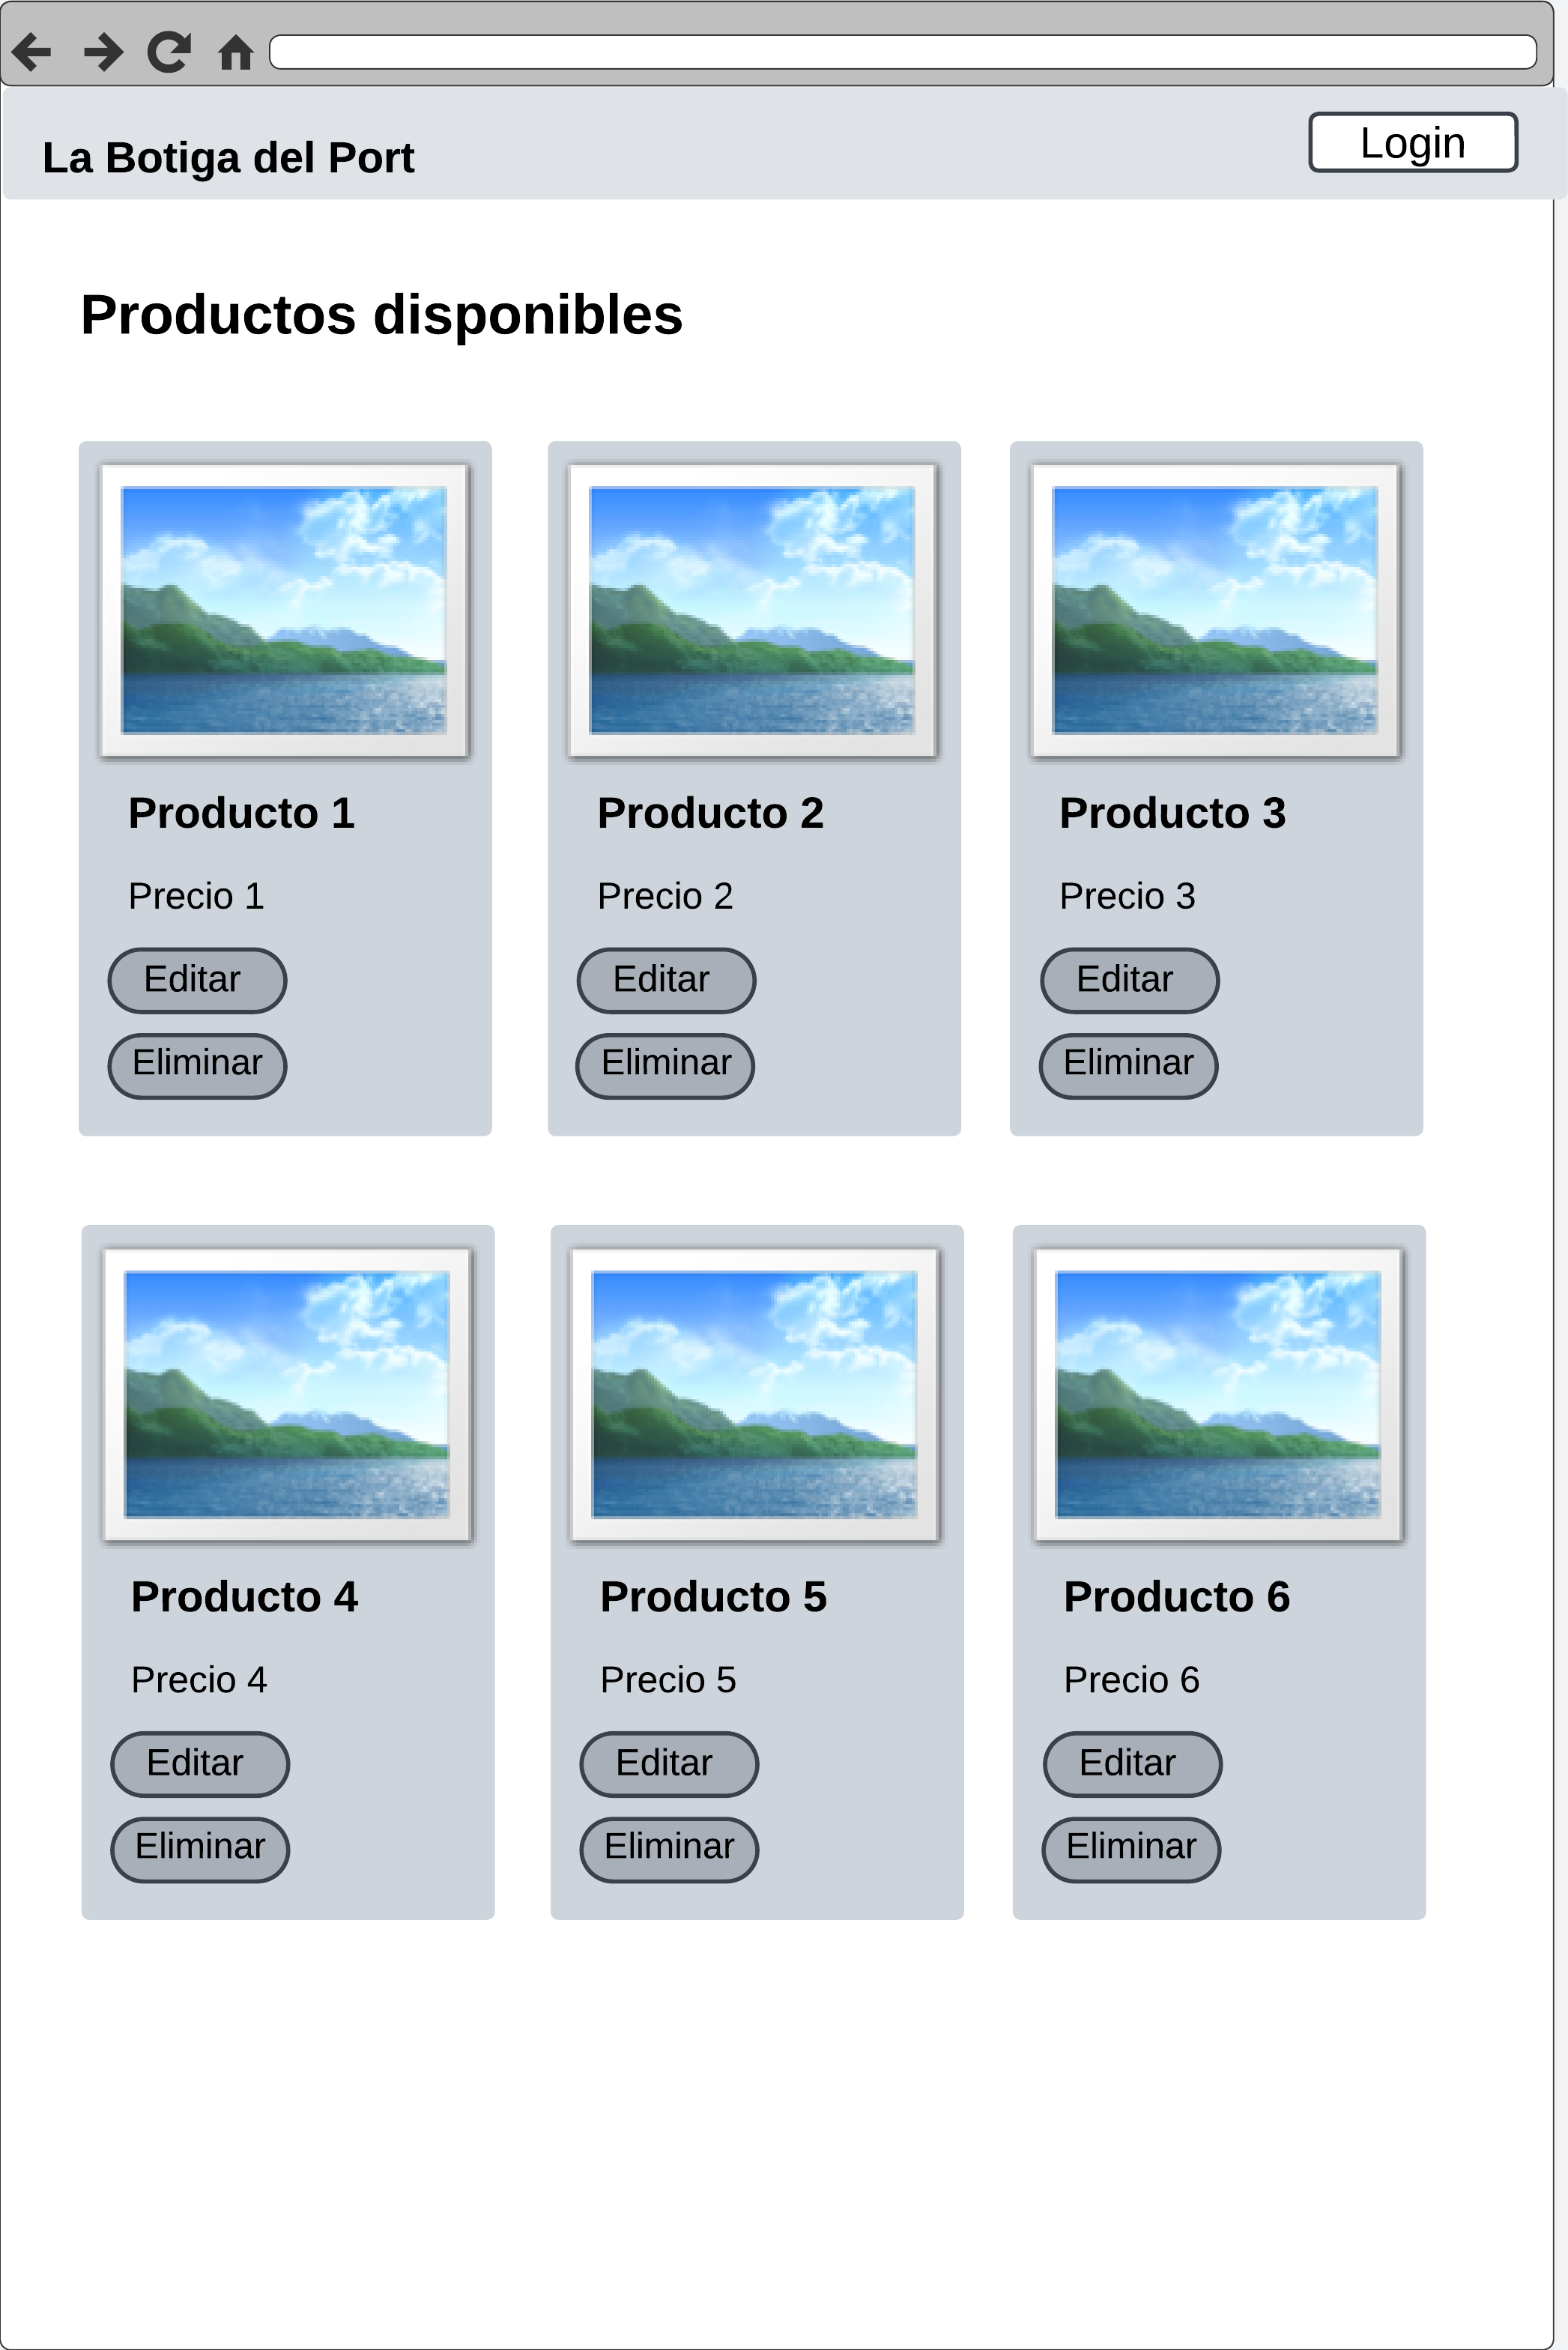 La Botiga del Port
Login
Productos disponibles
Producto 1
Precio 1
Editar
Eliminar
Producto 2
Precio 2
Editar
Eliminar
Producto 3
Precio 3
Editar
Eliminar
Producto 4
Precio 4
Editar
Eliminar
Producto 5
Precio 5
Editar
Eliminar
Producto 6
Precio 6
Editar
Eliminar